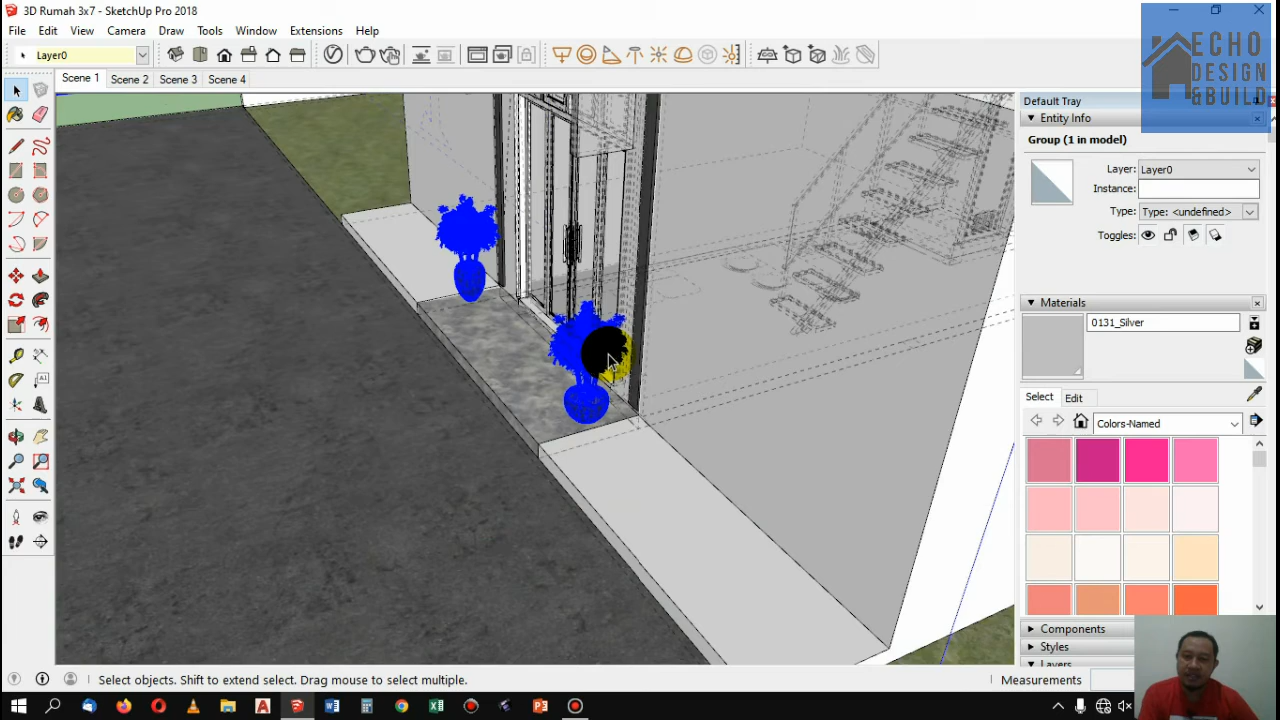 3D Rumah 3x7 - SketchUp Pro 2018
File Edit View Camera Draw Tools Window Extensions Help
Layer0
Scene 1 Scene 2 Scene 3 Scene 4
ECHO
DESIGN
&BUILD
Default Tray
Entity Info
Group (1 in model)
Layer: Layer0
Instance:
Type: Type: <undefined>
Toggles:
Materials
0131_Silver
Select Edit
Colors-Named
Components
Styles
Layers
Select objects. Shift to extend select. Drag mouse to select multiple.
Measurements